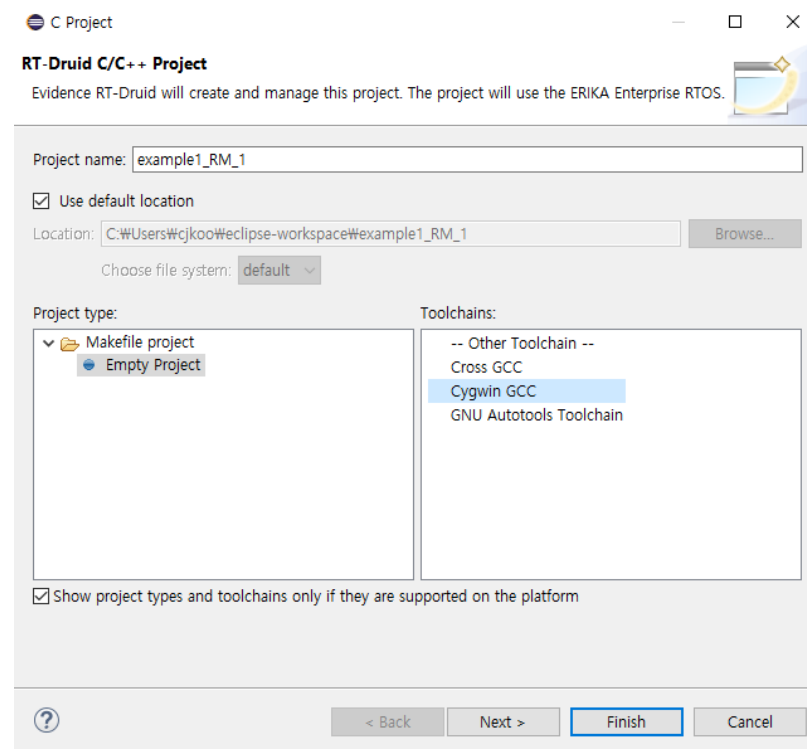 C Project
RT-Druid C/C++ Project
Evidence RT-Druid will create and manage this project. The project will use the ERIKA Enterprise RTOS.
Project name: example1_RM_1
Use default location
Location: C:₩Users₩cjkoo₩eclipse-workspace₩example1_RM_1 Browse...
Choose file system: default
Project type: Toolchains:
Makefile project -- Other Toolchain --
Empty Project Cross GCC
Cygwin GCC
GNU Autotools Toolchain
Show project types and toolchains only if they are supported on the platform
? < Back Next > Finish Cancel